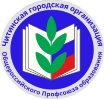 Читинская городская организация
Общероссийского Профсоюза образования